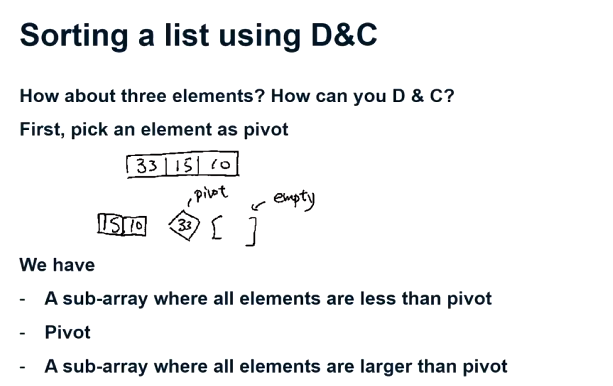 Sorting a list using D&C
How about three elements? How can you D & C?
First, pick an element as pivot
33 | 15 | 10
pivot
empty
15 | 10 33 [ ]
We have
- A sub-array where all elements are less than pivot
- Pivot
- A sub-array where all elements are larger than pivot